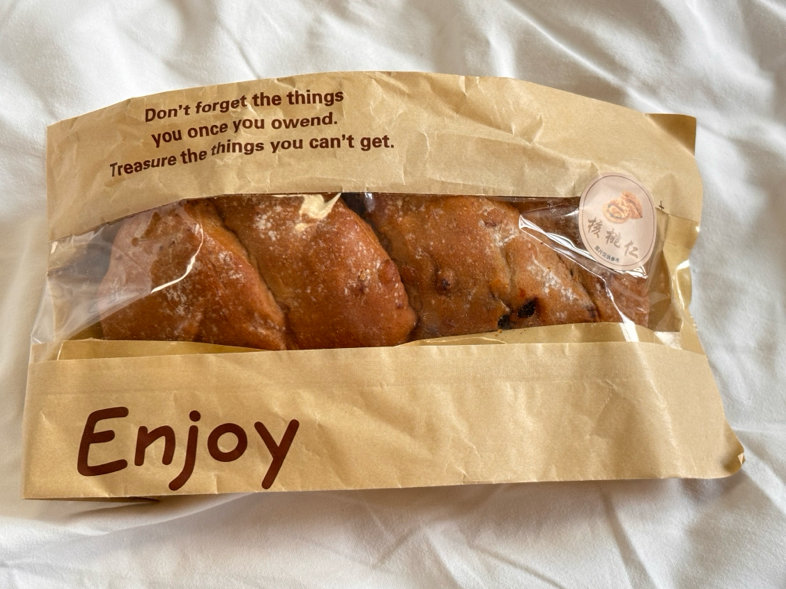 Don't forget the things
you once you owend.
Treasure the things you can't get.
核桃仁
Enjoy